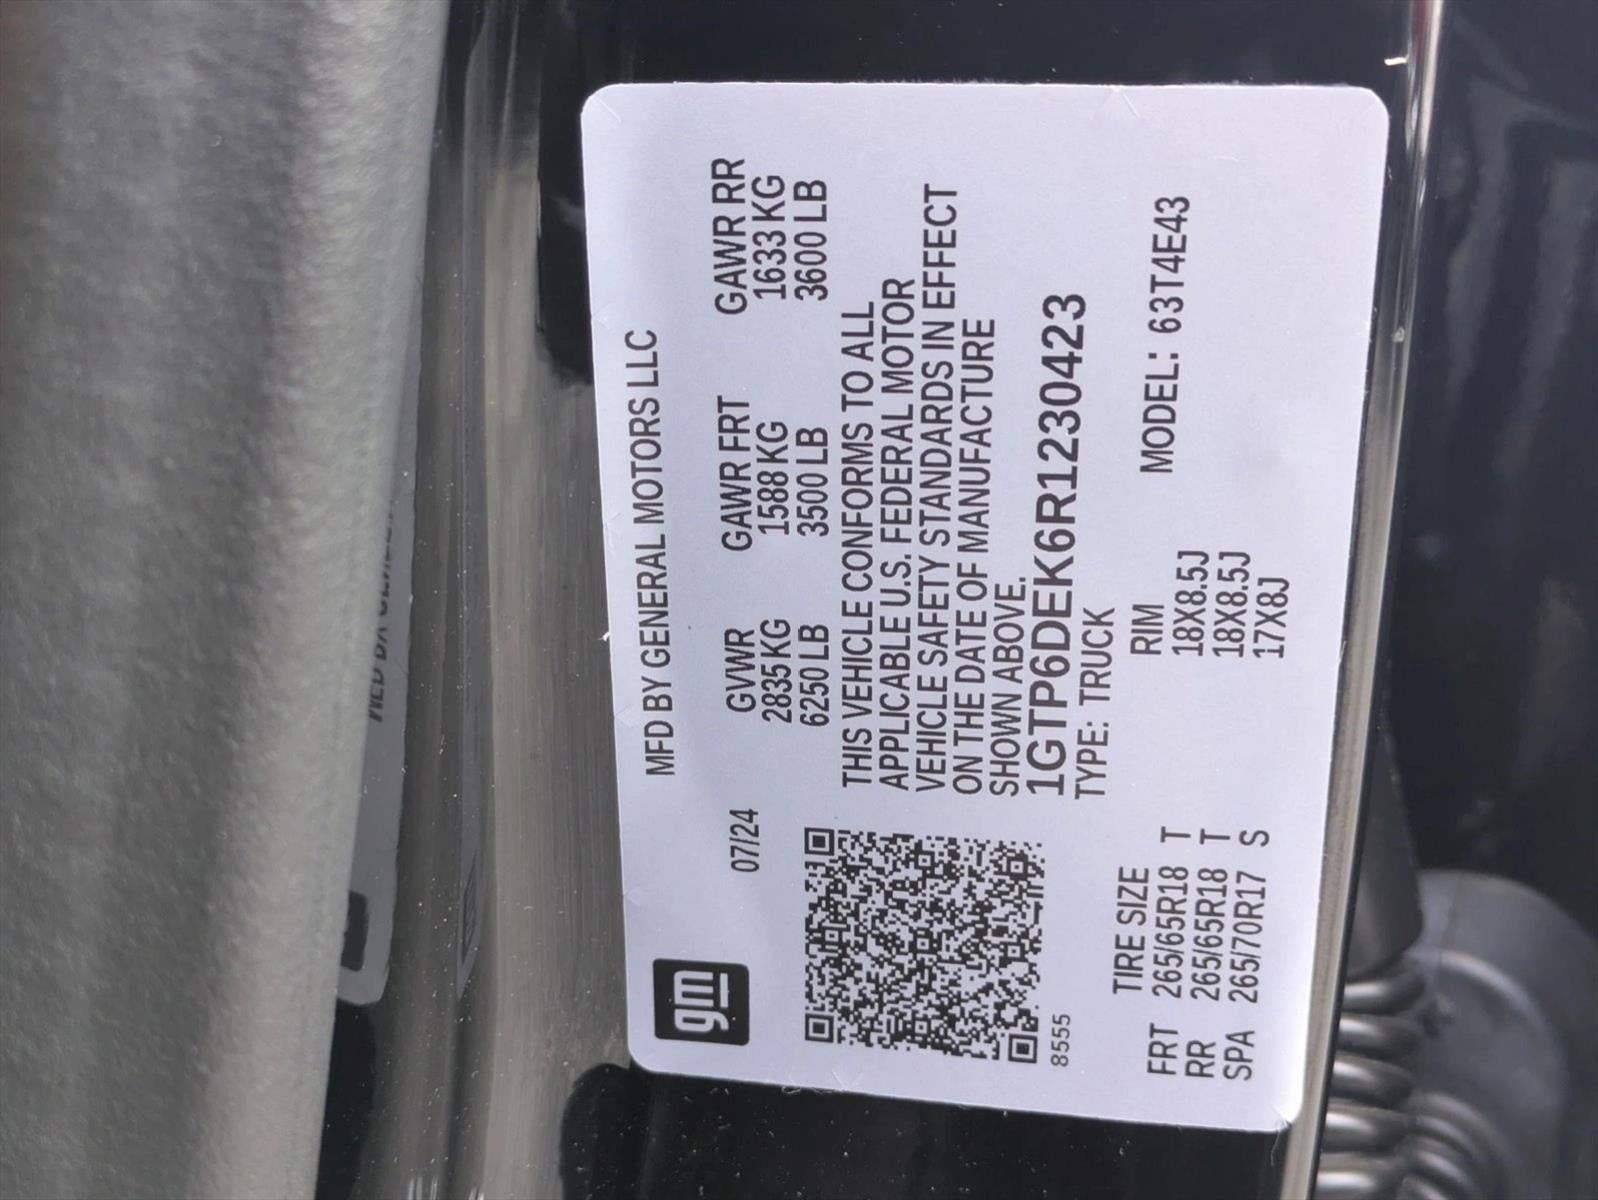 MFD BY GENERAL MOTORS LLC
gm
07/24
GVWR GAWR FRT GAWR RR
2835 KG 1588 KG 1633 KG
6250 LB 3500 LB 3600 LB
THIS VEHICLE CONFORMS TO ALL
APPLICABLE U.S. FEDERAL MOTOR
VEHICLE SAFETY STANDARDS IN EFFECT
ON THE DATE OF MANUFACTURE
SHOWN ABOVE.
1GTP6DEK6R1230423
8555
TYPE: TRUCK
MODEL: 63T4E43
TIRE SIZE RIM
FRT 265/65R18 T 18X8.5J
RR 265/65R18 T 18X8.5J
SPA 265/70R17 S 17X8J